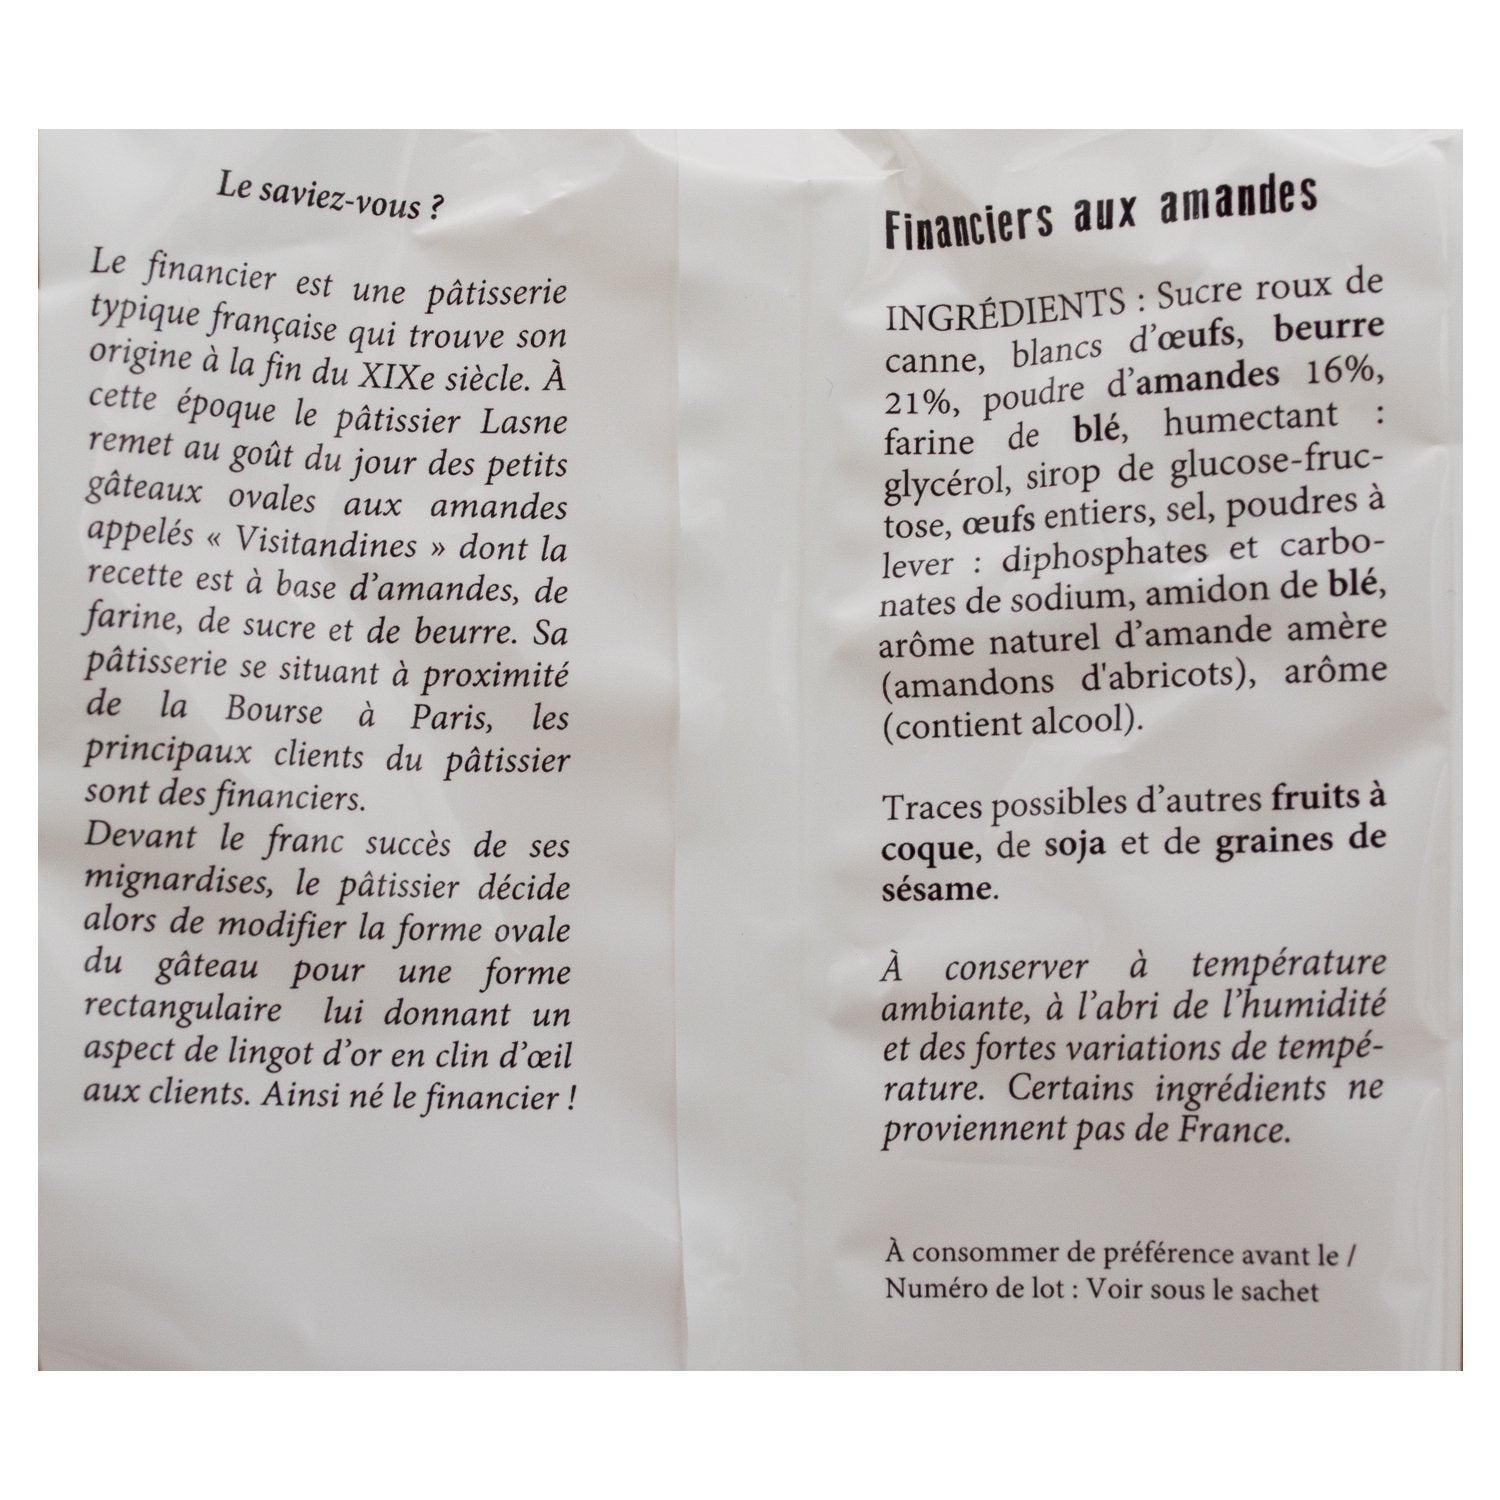 Le saviez-vous ?
Le financier est une pâtisserie
typique française qui trouve son
origine à la fin du XIXe siècle. À
cette époque le pâtissier Lasne
remet au goût du jour des petits
gâteaux ovales aux amandes
appelés « Visitandines » dont la
recette est à base d’amandes, de
farine, de sucre et de beurre. Sa
pâtisserie se situant à proximité
de la Bourse à Paris, les
principaux clients du pâtissier
sont des financiers.
Devant le franc succès de ses
mignardises, le pâtissier décide
alors de modifier la forme ovale
du gâteau pour une forme
rectangulaire lui donnant un
aspect de lingot d’or en clin d’œil
aux clients. Ainsi né le financier !
Financiers aux amandes
INGRÉDIENTS : Sucre roux de
canne, blancs d’œufs, beurre
21%, poudre d’amandes 16%,
farine de blé, humectant :
glycérol, sirop de glucose-fruc-
tose, œufs entiers, sel, poudres à
lever : diphosphates et carbo-
nates de sodium, amidon de blé,
arôme naturel d’amande amère
(amandons d'abricots), arôme
(contient alcool).
Traces possibles d’autres fruits à
coque, de soja et de graines de
sésame.
À conserver à température
ambiante, à l’abri de l’humidité
et des fortes variations de tempé-
rature. Certains ingrédients ne
proviennent pas de France.
À consommer de préférence avant le /
Numéro de lot : Voir sous le sachet